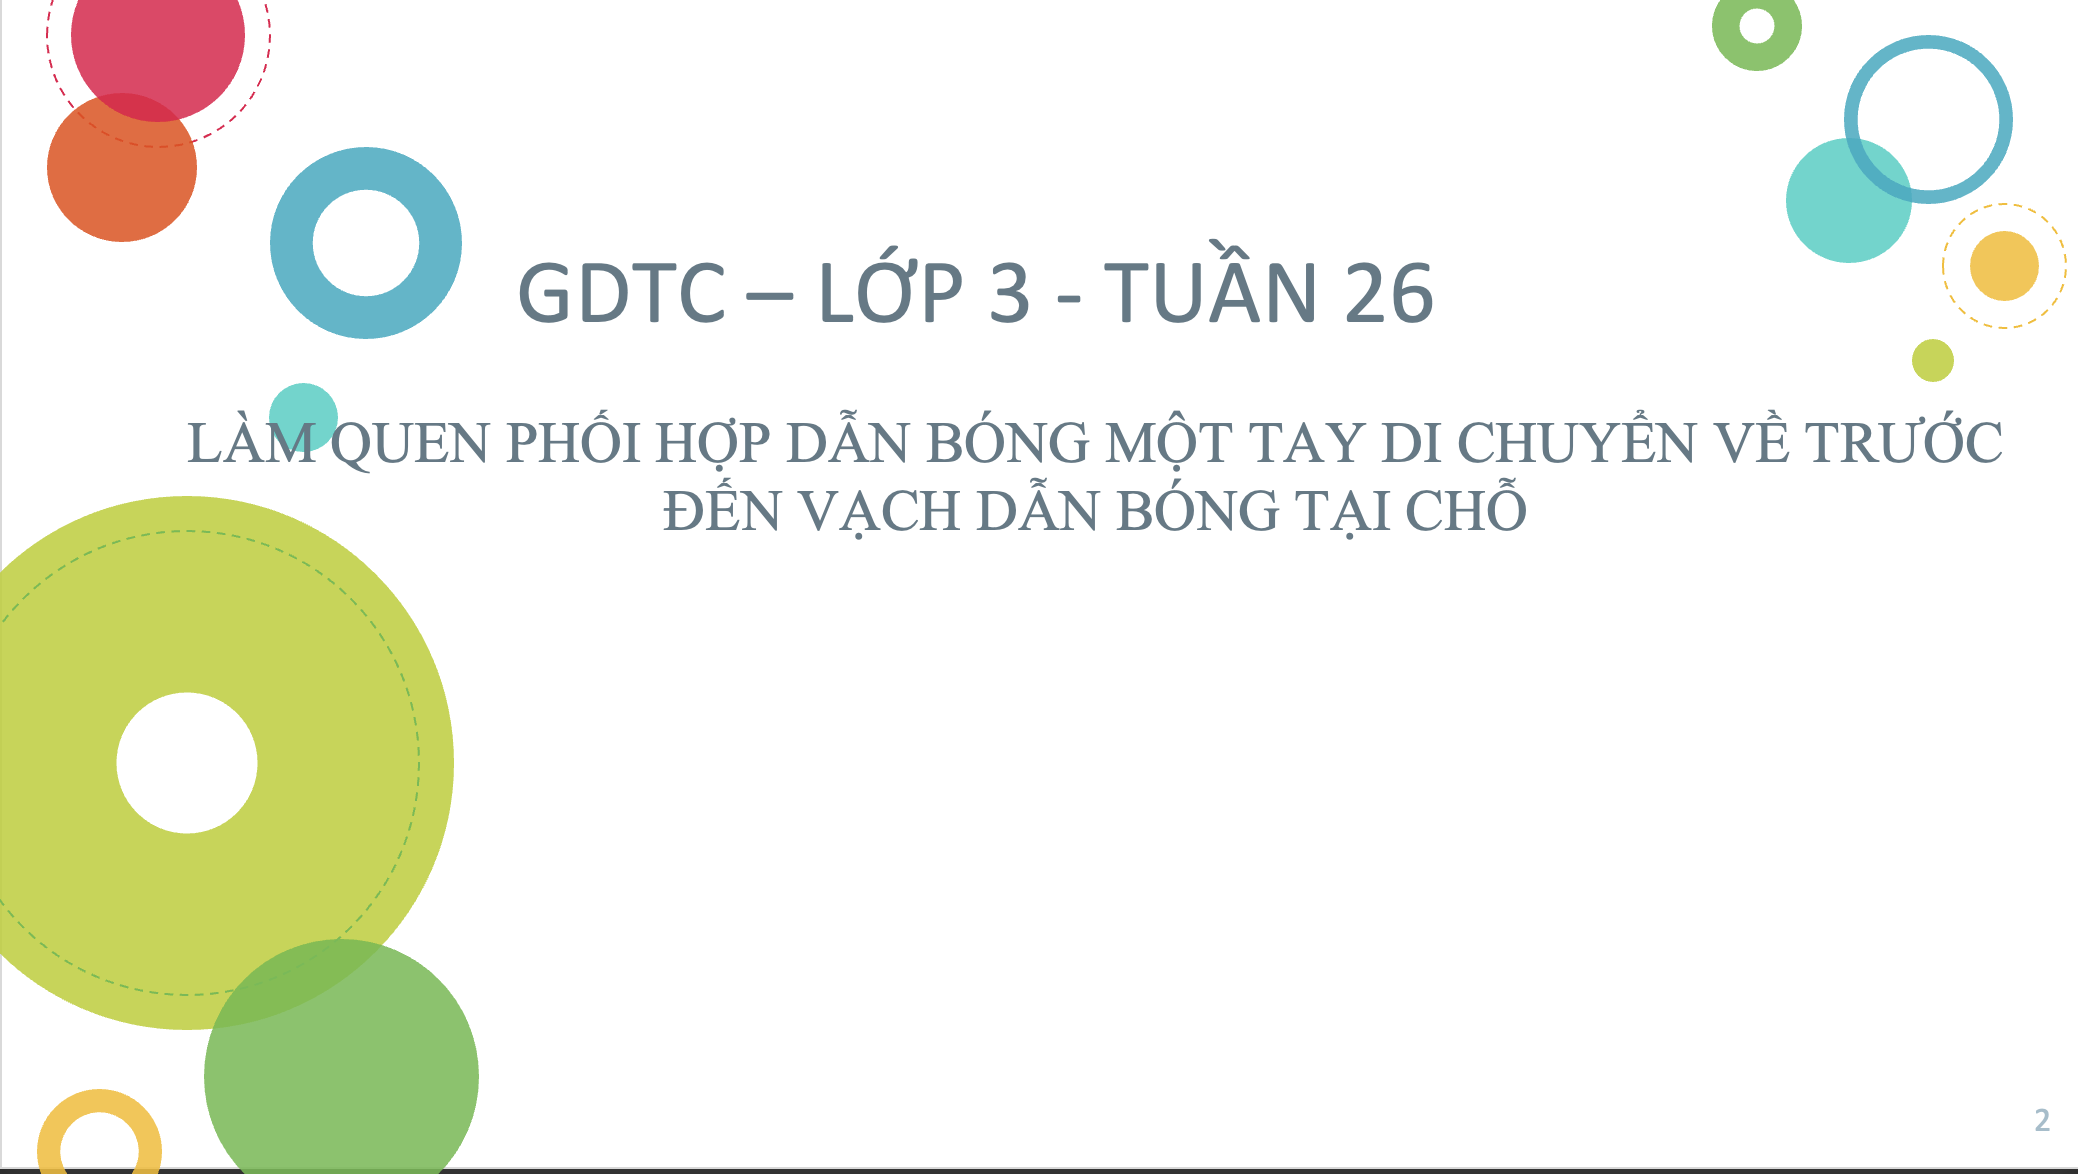 GDTC – LỚP 3 - TUẦN 26
LÀM QUEN PHỐI HỢP DẪN BÓNG MỘT TAY DI CHUYỂN VỀ TRƯỚC
ĐẾN VẠCH DẪN BÓNG TẠI CHỖ
2